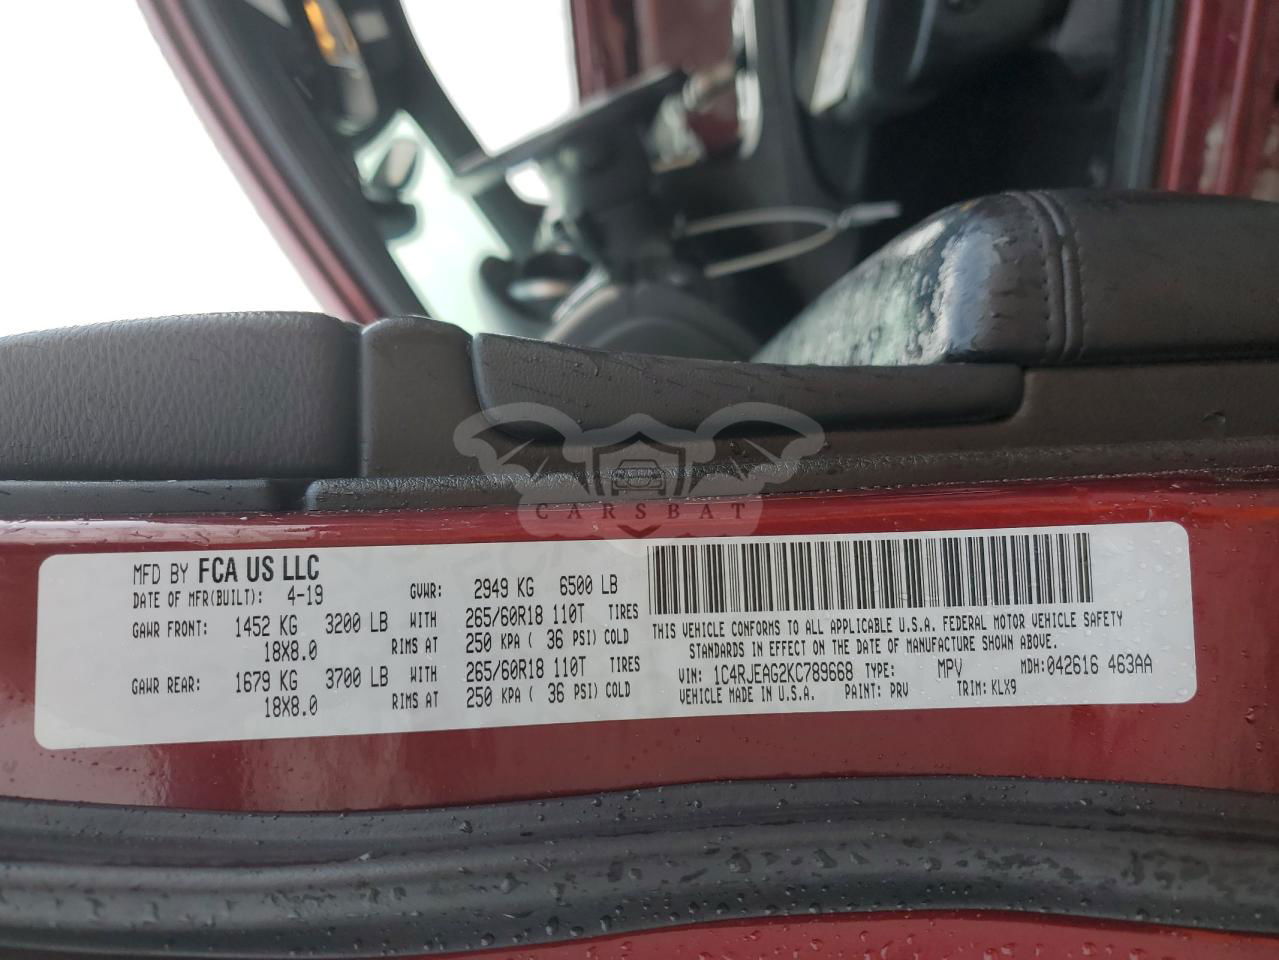 CARSBAT
MFD BY FCA US LLC
DATE OF MFR(BUILT): 4-19 GVWR: 2949 KG 6500 LB
GAWR FRONT: 1452 KG 3200 LB WITH 265/60R18 110T TIRES
18X8.0 RIMS AT 250 KPA ( 36 PSI) COLD
GAWR REAR: 1679 KG 3700 LB WITH 265/60R18 110T TIRES
18X8.0 RIMS AT 250 KPA ( 36 PSI) COLD
THIS VEHICLE CONFORMS TO ALL APPLICABLE U.S.A. FEDERAL MOTOR VEHICLE SAFETY
STANDARDS IN EFFECT ON THE DATE OF MANUFACTURE SHOWN ABOVE.
VIN: 1C4RJEAG2KC789668 TYPE: MPV MDH: 042616 463AA
VEHICLE MADE IN U.S.A. PAINT: PRV TRIM: KLX9